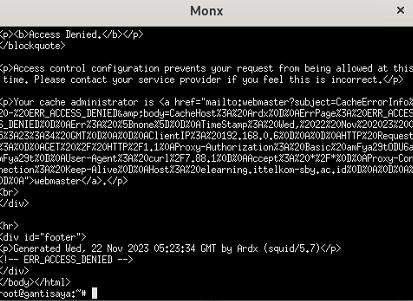 Monx
<p><b>Access Denied.</b></p>
</blockquote>
<p>Access control configuration prevents your request from being allowed at this
time. Please contact your service provider if you feel this is incorrect.</p>
<p>Your cache administrator is <a href="mailto:webmaster?subject=CacheErrorInfo%
20-%20ERR_ACCESS_DENIED&amp;body=CacheHost%3A%20Ardx%0D%0AErrPage%3A%20ERR_ACCES
S_DENIED%0D%0AErr%3A%20%5Bnone%5D%0D%0ATimeStamp%3A%20Wed,%2022%20Nov%202023%200
5%3A23%3A34%20GMT%0D%0A%0D%0AClientIP%3A%20192.168.0.6%0D%0A%0D%0AHTTP%20Request
%3A%0D%0AGET%20%2F%20HTTP%2F1.1%0AProxy-Authorization%3A%20Basic%20amFya29tODU6a
mFya29t%0D%0AUser-Agent%3A%20curl%2F7.88.1%0D%0AAccept%3A%20*%2F*%0D%0AProxy-Con
nection%3A%20Keep-Alive%0D%0AHost%3A%20elearning.ittelkom-sby.ac.id%0D%0A%0D%0A%
0D%0A">webmaster</a>.</p>
<br>
</div>
<hr>
<div id="footer">
<p>Generated Wed, 22 Nov 2023 05:23:34 GMT by Ardx (squid/5.7)</p>
<!-- ERR_ACCESS_DENIED -->
</div>
</body></html>
root@gantisaya:~#